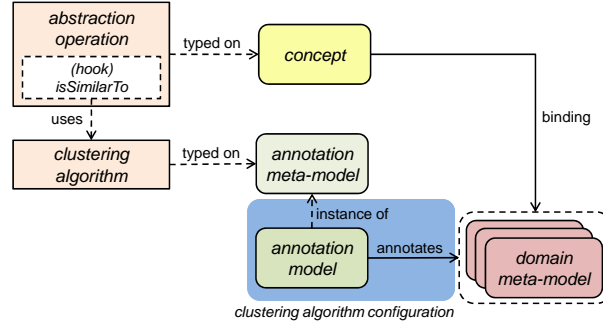 abstraction
operation
(hook)
isSimilarTo
typed on
concept
uses
binding
clustering
algorithm
typed on
annotation
meta-model
instance of
annotation
model
annotates
domain
meta-model
clustering algorithm configuration